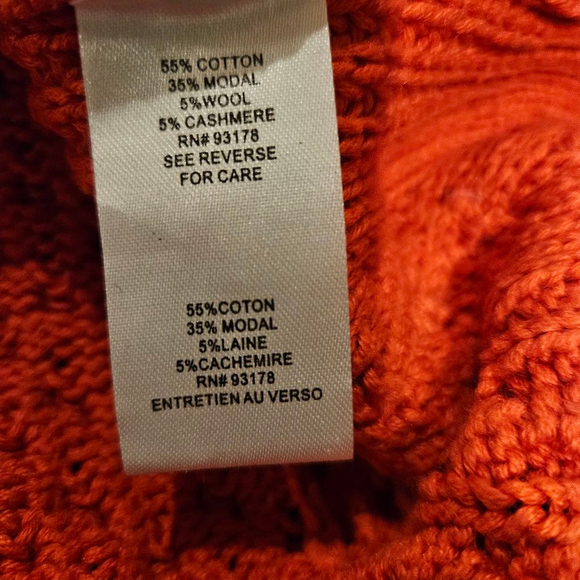 55% COTTON
35% MODAL
5%WOOL
5% CASHMERE
RN# 93178
SEE REVERSE
FOR CARE
55%COTON
35% MODAL
5%LAINE
5%CACHEMIRE
RN# 93178
ENTRETIEN AU VERSO